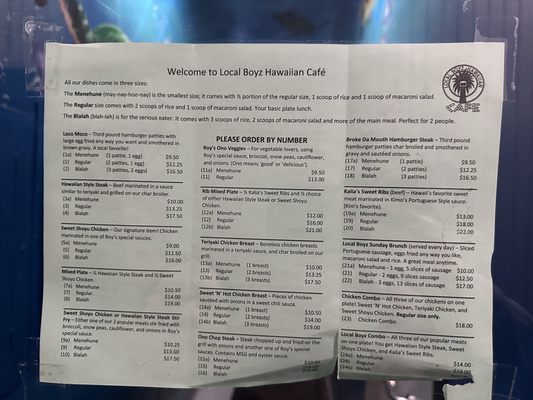 Welcome to Local Boyz Hawaiian Café
All our dishes come in three sizes:
The Menehune (may-nay-hoo-nay) is the smallest size; it comes with ½ portion of the regular size, 1 scoop of rice and 1 scoop of macaroni salad.
The Regular size comes with 2 scoops of rice and 1 scoop of macaroni salad. Your basic plate lunch.
The Blalah (blah-lah) is for the serious eater. It comes with 3 scoops of rice, 2 scoops of macaroni salad and more of the main meal. Perfect for 2 people.
LOCAL BOYZ HAWAIIAN
CAFE
Loco Moco - Third pound
hamburger patties with
large egg fried any way you want and smothered in
brown gravy. A local favorite!
(1a) Menehune (1 patty, 1 egg) $9.50
(1) Regular (2 patties, 1 egg) $12.25
(2) Blalah (3 patties, 2 eggs) $16.50
Hawaiian Style Steak - Beef marinated in a sauce
similar to teriyaki and grilled on our char broiler.
(3a) Menehune $10.00
(3) Regular $13.25
(4) Blalah $17.50
Sweet Shoyu Chicken - Our signature item! Chicken
marinated in one of Roy's special sauces.
(5a) Menehune $9.00
(5) Regular $12.50
(6) Blalah $16.00
Mixed Plate - ½ Hawaiian Style Steak and ½ Sweet
Shoyu Chicken.
(7a) Menehune $10.50
(7) Regular $14.00
(8) Blalah $19.00
Sweet Shoyu Chicken or Hawaiian Style Steak Stir
Fry - Either one of our 2 popular meats stir fried with
broccoli, snow peas, cauliflower, and onions in Roy's
special sauce.
(9a) Menehune $10.25
(9) Regular $13.50
(10) Blalah $17.50
PLEASE ORDER BY NUMBER
Roy's Ono Veggies - For vegetable lovers, using
Roy's special sauce, broccoli, snow peas, cauliflower,
and onions. (Ono means 'good' or 'delicious').
(11a) Menehune $9.50
(11) Regular $13.00
Rib Mixed Plate - ½ Kalia's Sweet Ribs and ½ choice
of either Hawaiian Style Steak or Sweet Shoyu
Chicken.
(12a) Menehune $12.00
(12) Regular $16.00
(12b) Blalah $21.00
Teriyaki Chicken Breast - Boneless chicken breasts
marinated in a teriyaki sauce, and char broiled on our
grill.
(13a) Menehune (1 breast) $10.00
(13) Regular (2 breasts) $13.25
(13b) Blalah (3 breasts) $17.50
Sweet 'N' Hot Chicken Breast - Pieces of chicken
sautéed with onions in a sweet chili sauce.
(14a) Menehune (1 breast) $10.50
(14) Regular (2 breasts) $14.00
(14b) Blalah (3 breasts) $19.00
Ono Chop Steak - Steak chopped up and fried on the
grill with onions and another one of Roy's special
sauces. Contains MSG and oyster sauce.
(15a) Menehune $10.50
(15) Regular $14.00
(16) Blalah
Broke Da Mouth Hamburger Steak - Third pound
hamburger patties char broiled and smothered in
gravy and sautéed onions.
(17a) Menehune (1 patty) $9.50
(17) Regular (2 patties) $12.25
(18) Blalah (3 patties) $16.50
Kalia's Sweet Ribs (beef) - Hawaii's favorite sweet
meat marinated in Kimo's Portuguese Style sauce.
(Kimo's favorite).
(19a) Menehune $13.00
(19) Regular $18.00
(20) Blalah $22.00
Local Boyz Sunday Brunch (served every day) - Sliced
Portuguese sausage, eggs fried any way you like,
macaroni salad and rice. A great meal anytime.
(21a) Menehune - 1 egg, 5 slices of sausage $10.00
(21) Regular - 2 eggs, 9 slices of sausage $12.50
(22) Blalah - 3 eggs, 13 slices of sausage $17.00
Chicken Combo - All three of our chickens on one
plate! Sweet 'N' Hot Chicken, Teriyaki Chicken, and
Sweet Shoyu Chicken. Regular size only.
(23) Chicken Combo $18.00
Local Boyz Combo - All three of our popular meats
on one plate! You get Hawaiian Style Steak, Sweet
Shoyu Chicken, and Kalia's Sweet Ribs.
(24a) Menehune $14.00
(24) Regular $19.00
(24b) Blalah